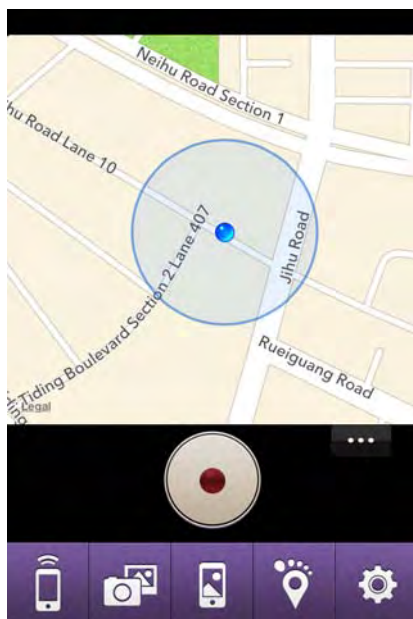 Neihu Road Section 1
hu Road Lane 10
Tiding Boulevard Section 2 Lane 407
Jihu Road
Rueiguang Road
ding
Legal